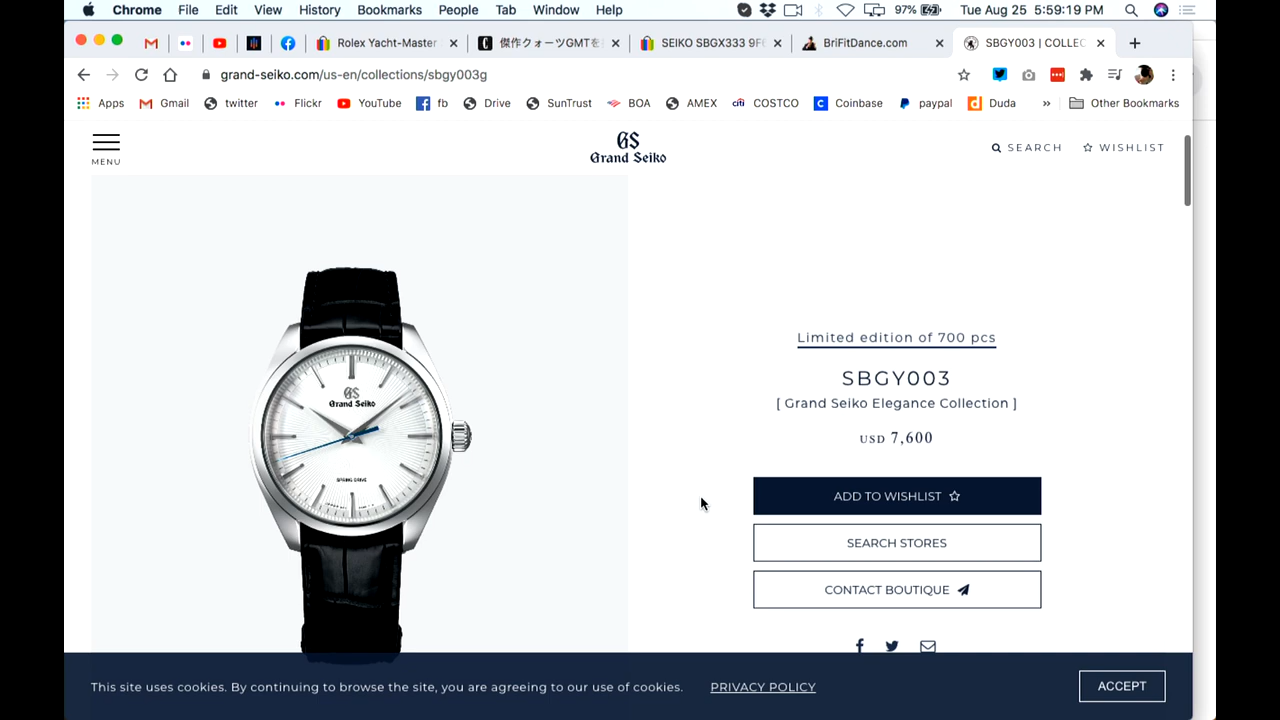 Chrome File Edit View History Bookmarks People Tab Window Help 97% Tue Aug 25 5:59:19 PM
Rolex Yacht-Master 傑作クォーツGMTを SEIKO SBGX333 9F6 BriFitDance.com SBGY003 | COLLEC
grand-seiko.com/us-en/collections/sbgy003g
Apps Gmail twitter Flickr YouTube fb Drive SunTrust BOA AMEX citi COSTCO Coinbase paypal Duda » Other Bookmarks
MENU
GS
Grand Seiko
SEARCH WISHLIST
GS
Grand Seiko
SPRING DRIVE
Limited edition of 700 pcs
SBGY003
[ Grand Seiko Elegance Collection ]
USD 7,600
ADD TO WISHLIST
SEARCH STORES
CONTACT BOUTIQUE
This site uses cookies. By continuing to browse the site, you are agreeing to our use of cookies. PRIVACY POLICY ACCEPT